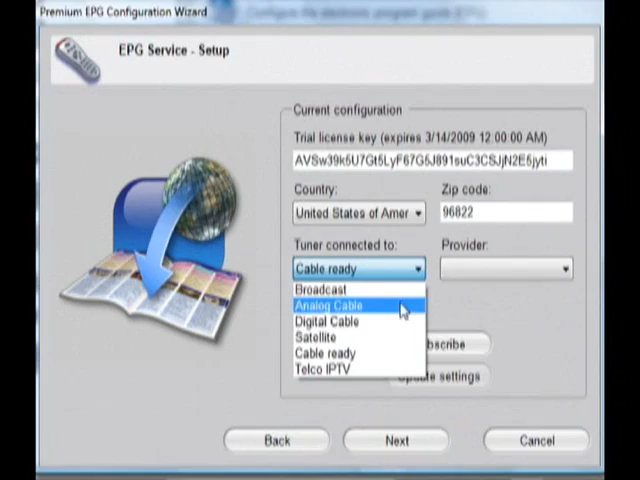 Premium EPG Configuration Wizard
EPG Service - Setup
Current configuration
Trial license key (expires 3/14/2009 12:00:00 AM)
Country:
Zip code:
United States of Amer
96822
Tuner connected to:
Provider:
Cable ready
Broadcast
Analog Cable
Digital Cable
Satellite
Cable ready
Telco IPTV
bscribe
Update settings
Back
Next
Cancel